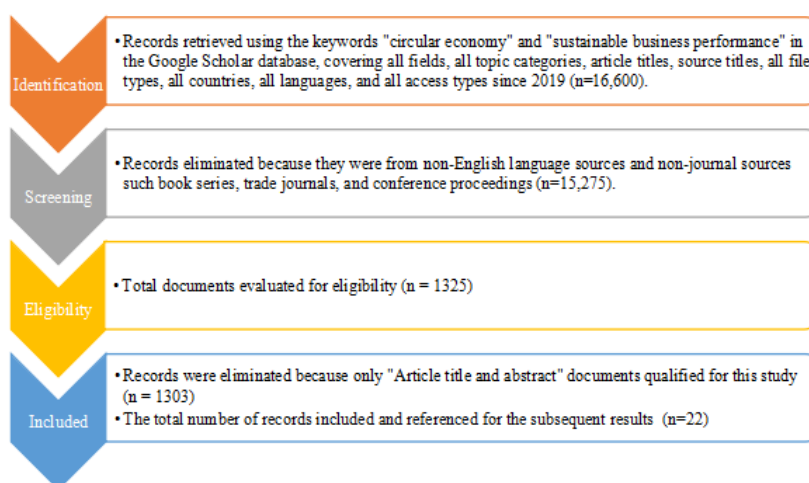 Identification
• Records retrieved using the keywords "circular economy" and "sustainable business performance" in
the Google Scholar database, covering all fields, all topic categories, article titles, source titles, all file
types, all countries, all languages, and all access types since 2019 (n=16,600).
Screening
• Records eliminated because they were from non-English language sources and non-journal sources
such book series, trade journals, and conference proceedings (n=15,275).
Eligibility
• Total documents evaluated for eligibility (n = 1325)
Included
• Records were eliminated because only "Article title and abstract" documents qualified for this study
(n = 1303)
• The total number of records included and referenced for the subsequent results (n=22)